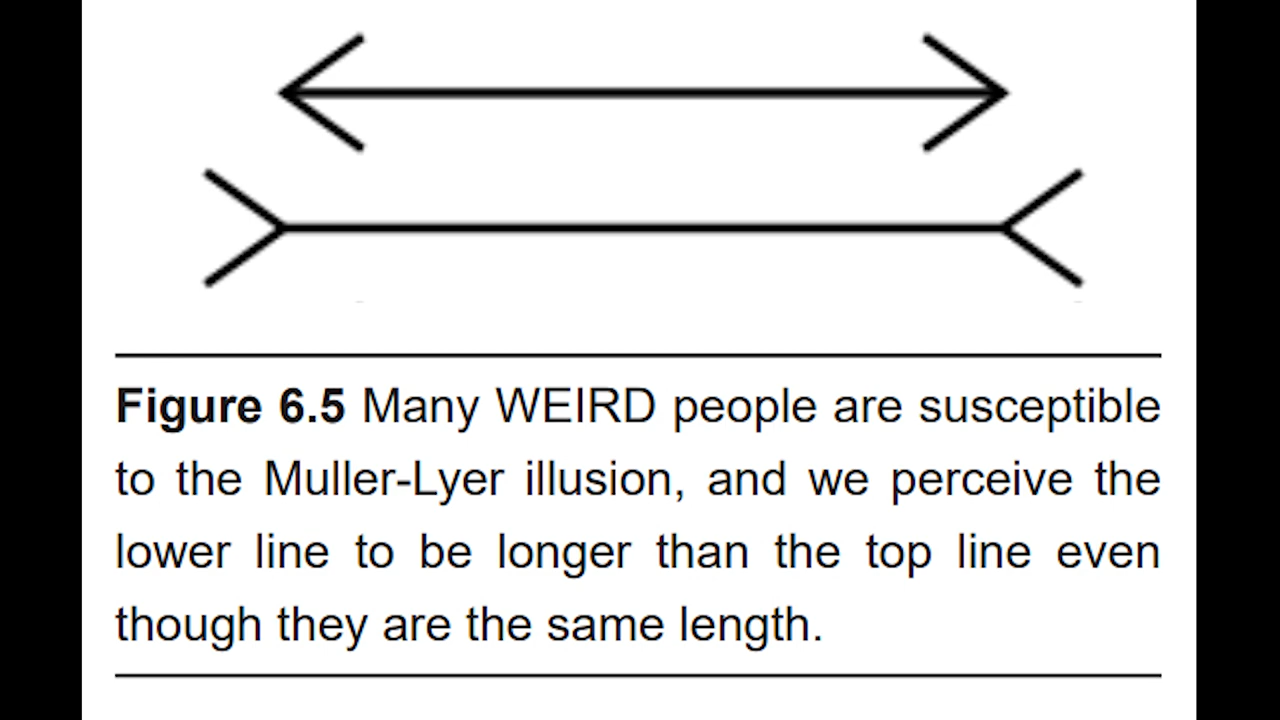 Figure 6.5 Many WEIRD people are susceptible
to the Muller-Lyer illusion, and we perceive the
lower line to be longer than the top line even
though they are the same length.